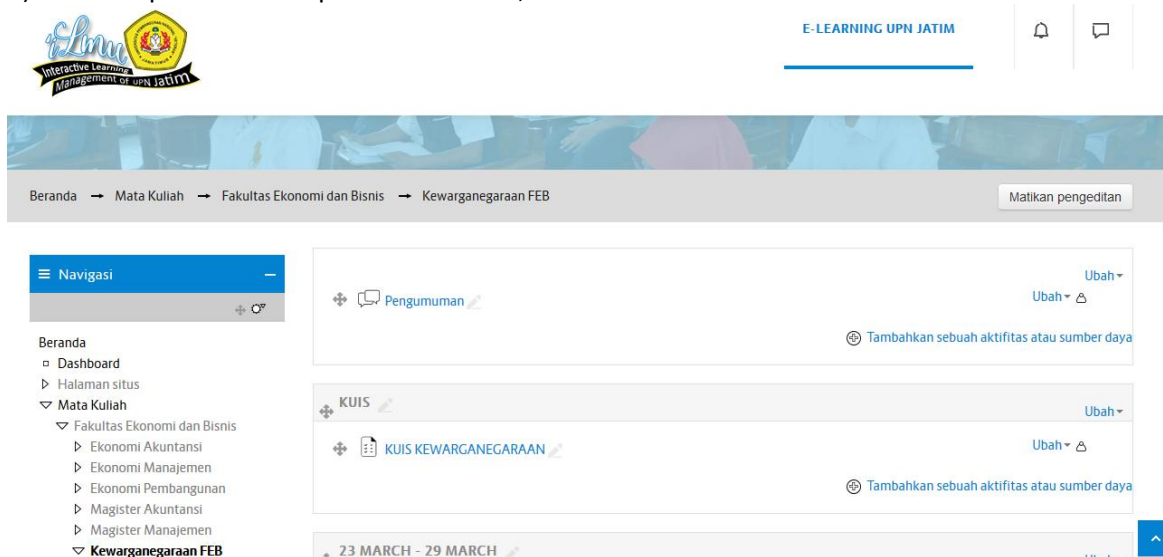 iLmu
Interactive Learning
Management of UPN Jatim
E-LEARNING UPN JATIM
Beranda → Mata Kuliah → Fakultas Ekonomi dan Bisnis → Kewarganegaraan FEB
Matikan pengeditan
Navigasi
Beranda
Dashboard
Halaman situs
Mata Kuliah
Fakultas Ekonomi dan Bisnis
Ekonomi Akuntansi
Ekonomi Manajemen
Ekonomi Pembangunan
Magister Akuntansi
Magister Manajemen
Kewarganegaraan FEB
Ubah
Pengumuman
Ubah
Tambahkan sebuah aktifitas atau sumber daya
KUIS
Ubah
KUIS KEWARGANEGARAAN
Ubah
Tambahkan sebuah aktifitas atau sumber daya
23 MARCH - 29 MARCH